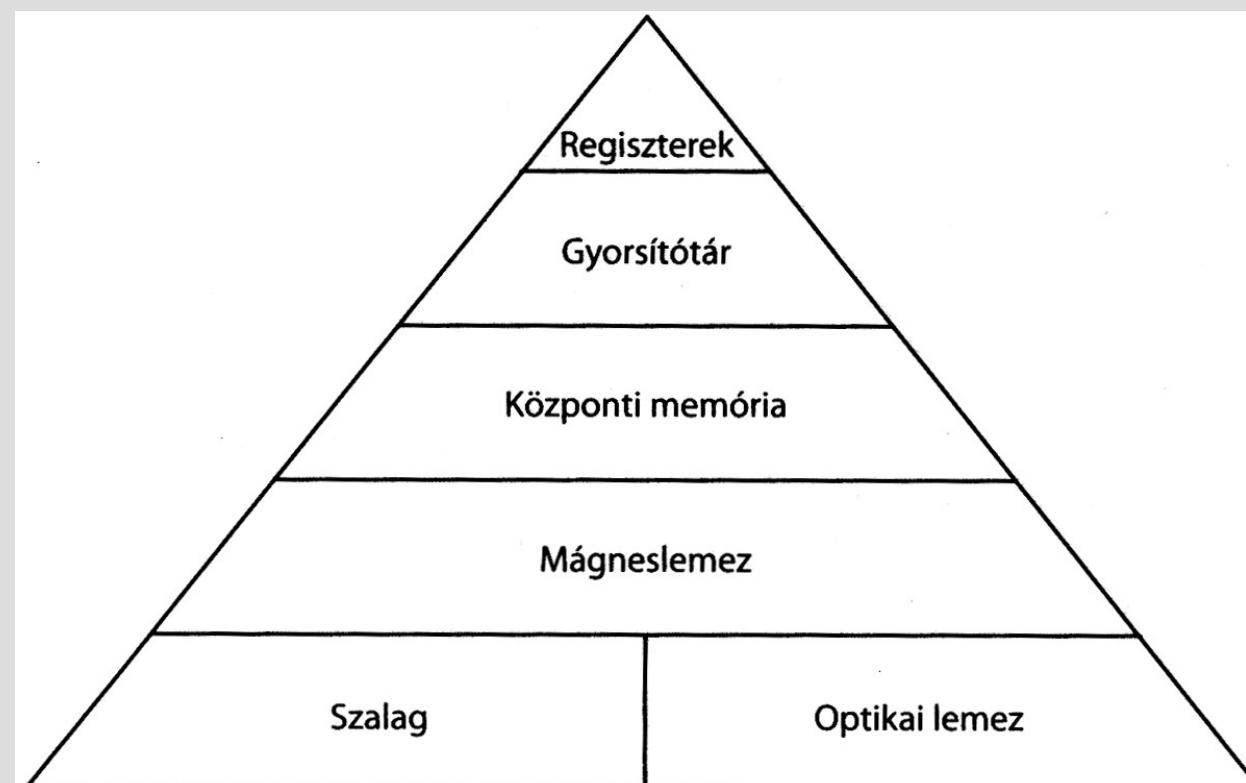 Regiszterek
Gyorsítótár
Központi memória
Mágneslemez
Szalag
Optikai lemez